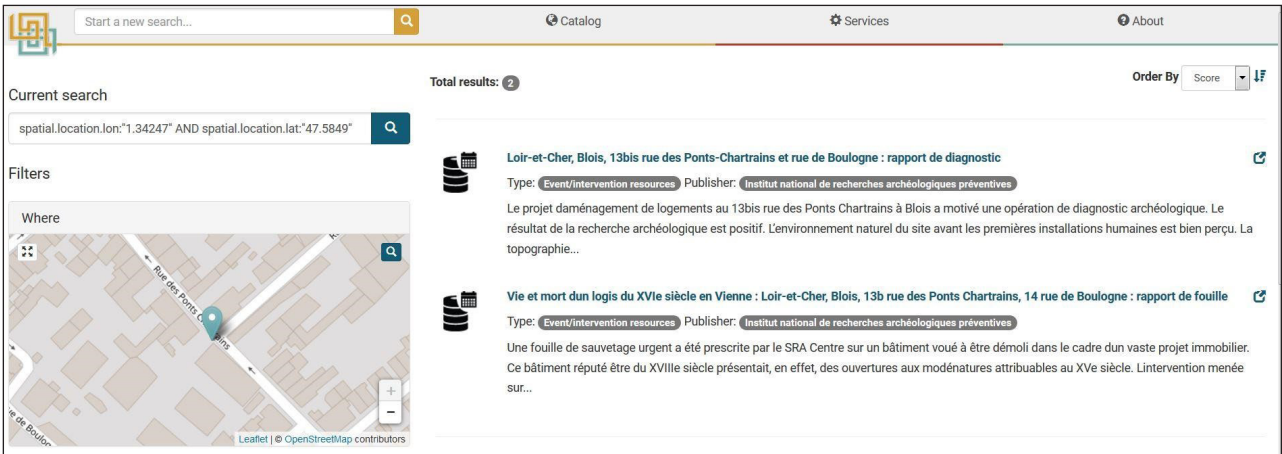 Start a new search...
Catalog
Services
About
Current search
spatial.location.lon:"1.34247" AND spatial.location.lat:"47.5849"
Filters
Where
Rue des Ponts Chartrains
ue de Boulog
+
−
Leaflet | © OpenStreetMap contributors
Total results: 2
Order By Score
Loir-et-Cher, Blois, 13bis rue des Ponts-Chartrains et rue de Boulogne : rapport de diagnostic
Type: Event/intervention resources Publisher: Institut national de recherches archéologiques préventives
Le projet daménagement de logements au 13bis rue des Ponts Chartrains à Blois a motivé une opération de diagnostic archéologique. Le
résultat de la recherche archéologique est positif. L'environnement naturel du site avant les premières installations humaines est bien perçu. La
topographie...
Vie et mort dun logis du XVIe siècle en Vienne : Loir-et-Cher, Blois, 13b rue des Ponts Chartrains, 14 rue de Boulogne : rapport de fouille
Type: Event/intervention resources Publisher: Institut national de recherches archéologiques préventives
Une fouille de sauvetage urgent a été prescrite par le SRA Centre sur un bâtiment voué à être démoli dans le cadre dun vaste projet immobilier.
Ce bâtiment réputé être du XVIIIe siècle présentait, en effet, des ouvertures aux modénatures attribuables au XVe siècle. Lintervention menée
sur...